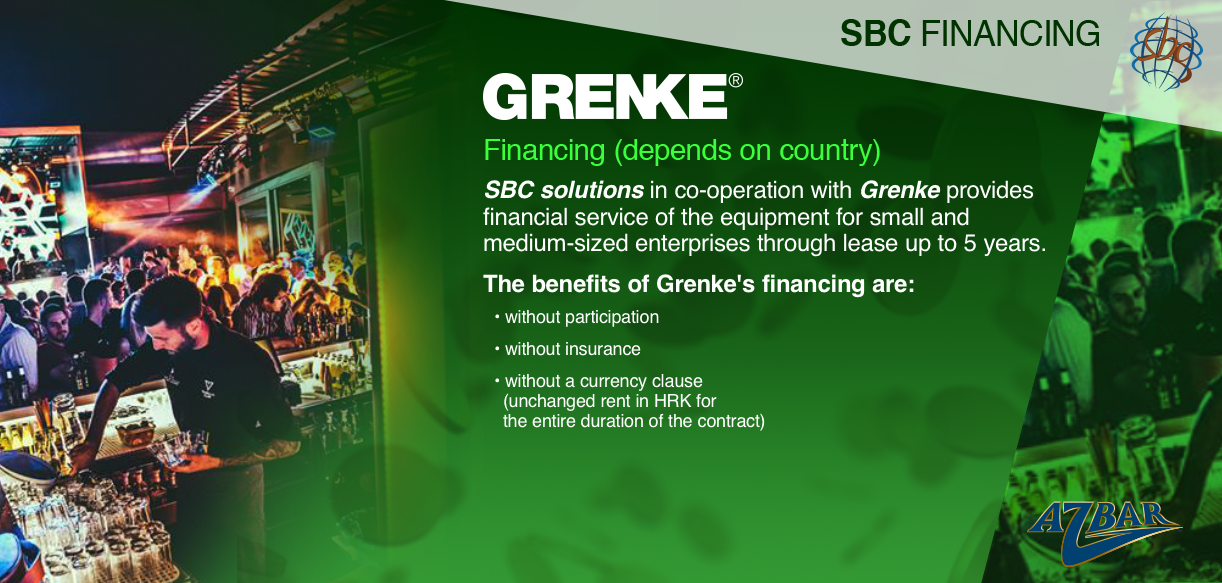 SBC FINANCING
sbc
GRENKE®
Financing (depends on country)
SBC solutions in co-operation with Grenke provides
financial service of the equipment for small and
medium-sized enterprises through lease up to 5 years.
The benefits of Grenke's financing are:
• without participation
• without insurance
• without a currency clause
(unchanged rent in HRK for
the entire duration of the contract)
AZBAR